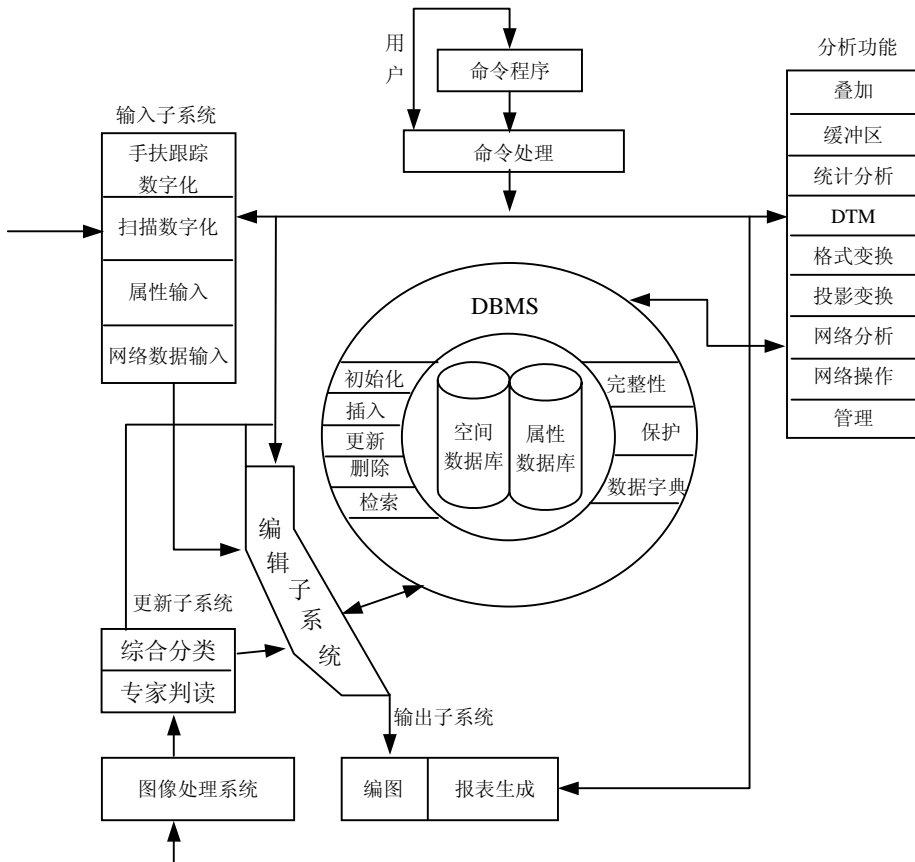 用
户
命令程序
命令处理
分析功能
叠加
缓冲区
统计分析
DTM
格式变换
投影变换
网络分析
网络操作
管理
输入子系统
手扶跟踪
数字化
扫描数字化
属性输入
网络数据输入
DBMS
初始化
插入
更新
删除
检索
空间
数据库
属性
数据库
完整性
保护
数据字典
编
辑
子
系
统
更新子系统
综合分类
专家判读
图像处理系统
输出子系统
编图
报表生成